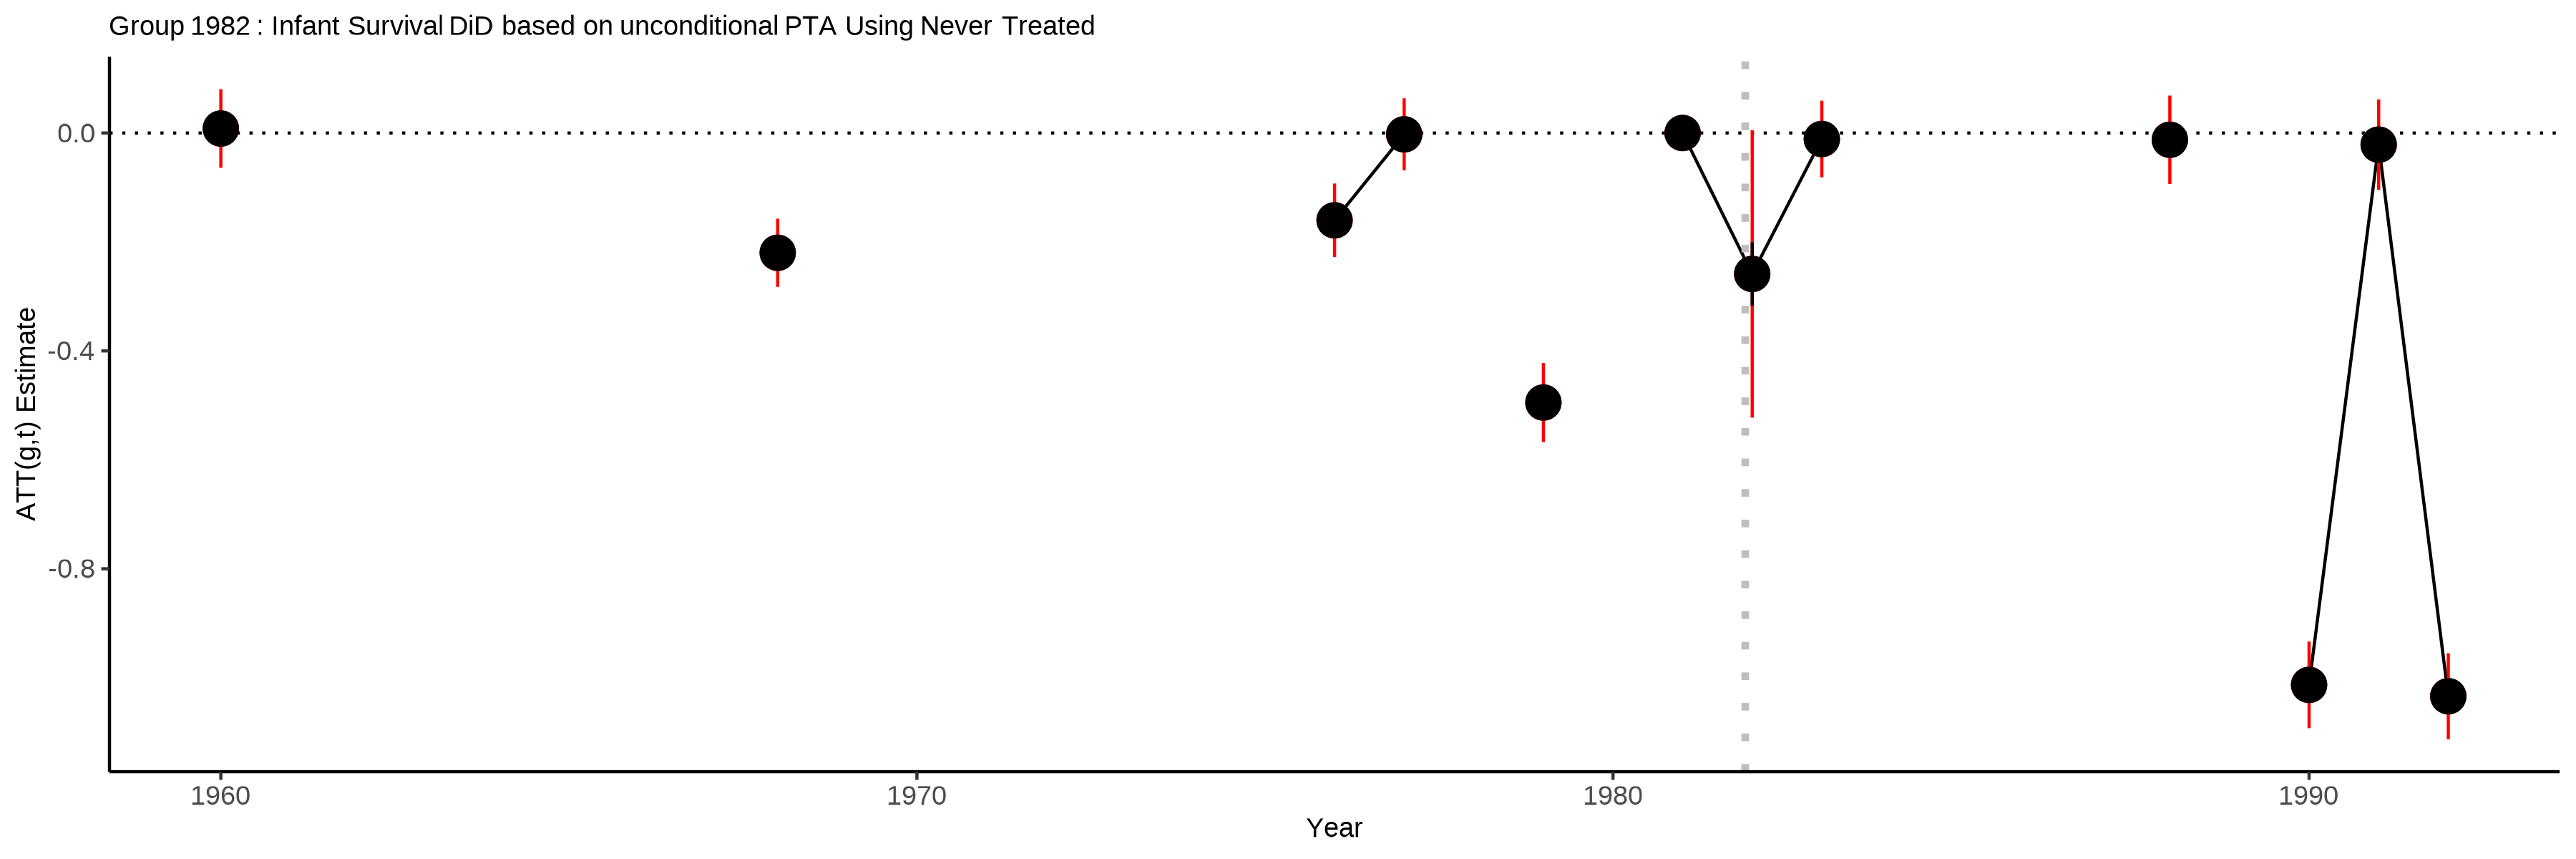 Group 1982 : Infant Survival DiD based on unconditional PTA Using Never Treated
0.0
-0.4
-0.8
ATT(g,t) Estimate
1960
1970
1980
1990
Year